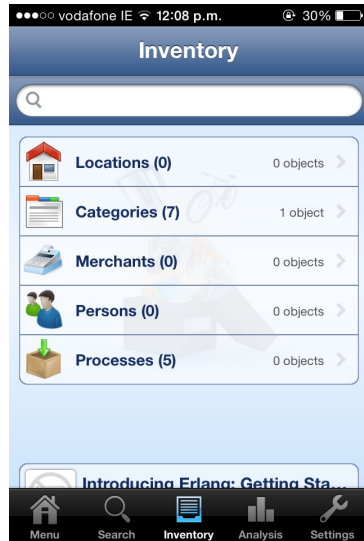 vodafone IE 12:08 p.m. 30%
Inventory
Locations (0) 0 objects
Categories (7) 1 object
Merchants (0) 0 objects
Persons (0) 0 objects
Processes (5) 0 objects
Introducing Erlang: Getting Sta...
Menu Search Inventory Analysis Settings